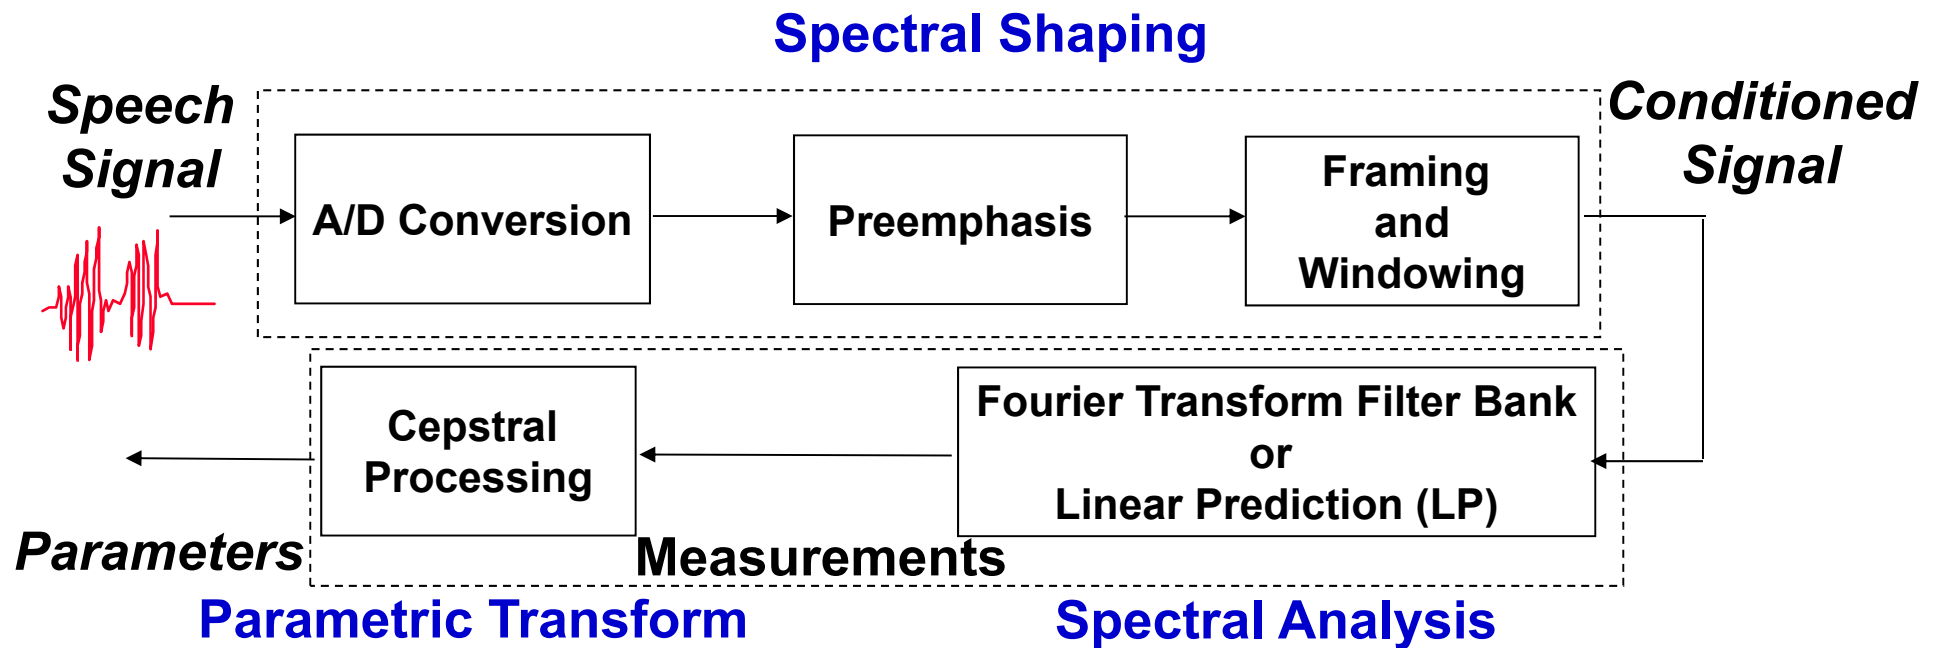 Spectral Shaping
Speech
Signal
A/D Conversion
Preemphasis
Framing
and
Windowing
Conditioned
Signal
Cepstral
Processing
Fourier Transform Filter Bank
or
Linear Prediction (LP)
Parameters
Measurements
Parametric Transform
Spectral Analysis